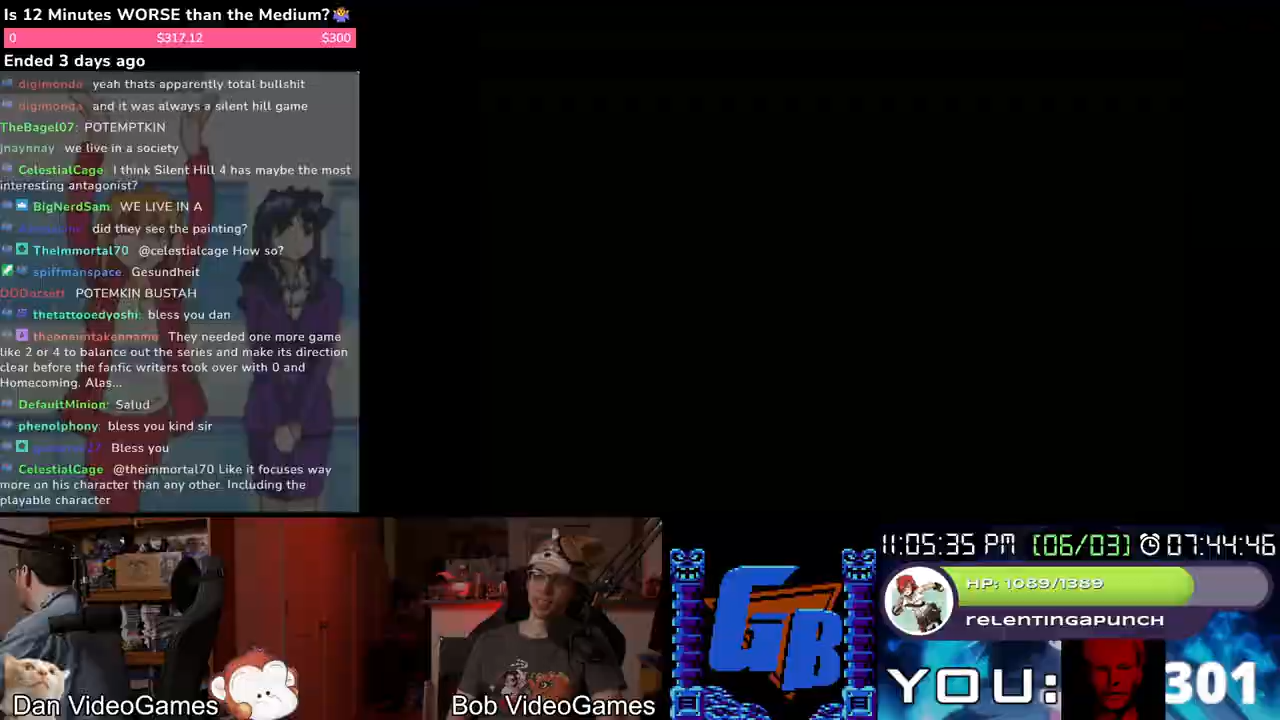 Is 12 Minutes WORSE than the Medium?🤷‍♀️
0 $317.12 $300
Ended 3 days ago
digimonda yeah thats apparently total bullshit
digimonda and it was always a silent hill game
TheBagel07: POTEMPTKIN
jnaynnay we live in a society
CelestialCage I think Silent Hill 4 has maybe the most
interesting antagonist?
BigNerdSam: WE LIVE IN A
did they see the painting?
TheImmortal70 @celestialcage How so?
spiffmanspace: Gesundheit
POTEMKIN BUSTAH
thetattooedyoshi: bless you dan
They needed one more game
like 2 or 4 to balance out the series and make its direction
clear before the fanfic writers took over with 0 and
Homecoming. Alas...
DefaultMinion: Salud
phenolphony: bless you kind sir
Bless you
CelestialCage @theimmortal70 Like it focuses way
more on his character than any other. Including the
playable character
Dan VideoGames
Bob VideoGames
GB
11:05:35 PM [06/03] 07:44:46
HP: 1089/1389
RELENTINGAPUNCH
YOU: 301